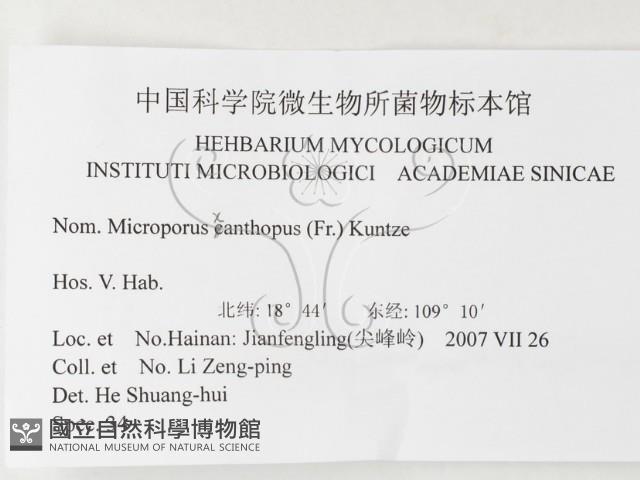 中国科学院微生物所菌物标本馆
HEHBARIUM MYCOLOGICUM
INSTITUTI MICROBIOLOGICI ACADEMIAE SINICAE
Nom. Microporus xanthopus (Fr.) Kuntze
Hos. V. Hab.
北纬: 18° 44′ 东经: 109° 10′
Loc. et No.Hainan: Jianfengling(尖峰岭) 2007 VII 26
Coll. et No. Li Zeng-ping
Det. He Shuang-hui
Spec. 34
國立自然科學博物館
NATIONAL MUSEUM OF NATURAL SCIENCE